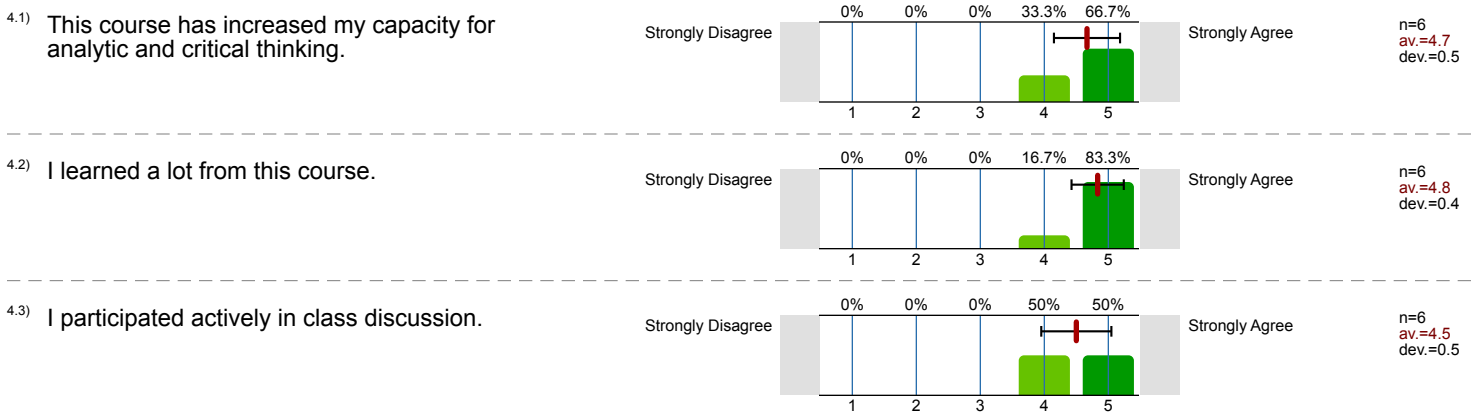 4.1) This course has increased my capacity for
analytic and critical thinking.
0% 0% 0% 33.3% 66.7%
Strongly Disagree
Strongly Agree
1 2 3 4 5
n=6
av.=4.7
dev.=0.5
4.2) I learned a lot from this course.
0% 0% 0% 16.7% 83.3%
Strongly Disagree
Strongly Agree
1 2 3 4 5
n=6
av.=4.8
dev.=0.4
4.3) I participated actively in class discussion.
0% 0% 0% 50% 50%
Strongly Disagree
Strongly Agree
1 2 3 4 5
n=6
av.=4.5
dev.=0.5